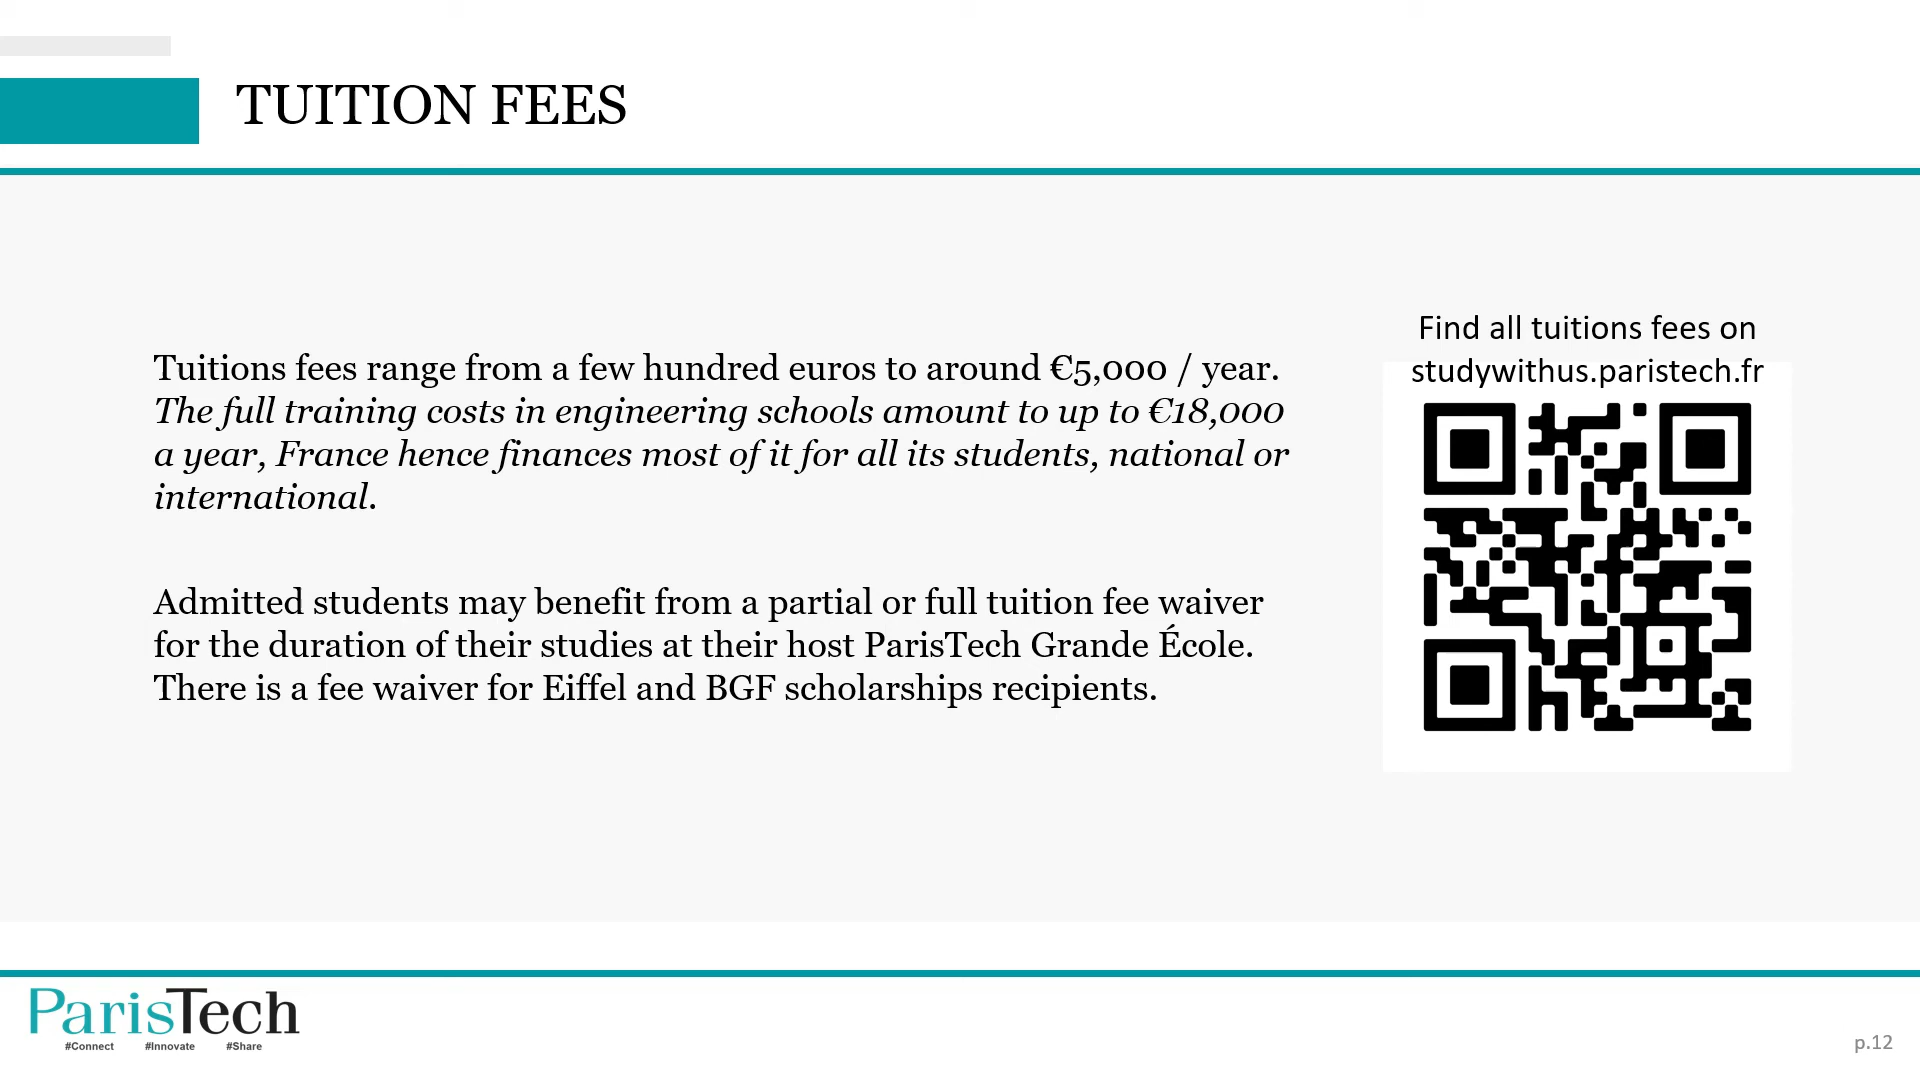 TUITION FEES
Tuitions fees range from a few hundred euros to around €5,000 / year.
The full training costs in engineering schools amount to up to €18,000
a year, France hence finances most of it for all its students, national or
international.
Admitted students may benefit from a partial or full tuition fee waiver
for the duration of their studies at their host ParisTech Grande École.
There is a fee waiver for Eiffel and BGF scholarships recipients.
Find all tuitions fees on
studywithus.paristech.fr
ParisTech
#Connect #Innovate #Share
p.12